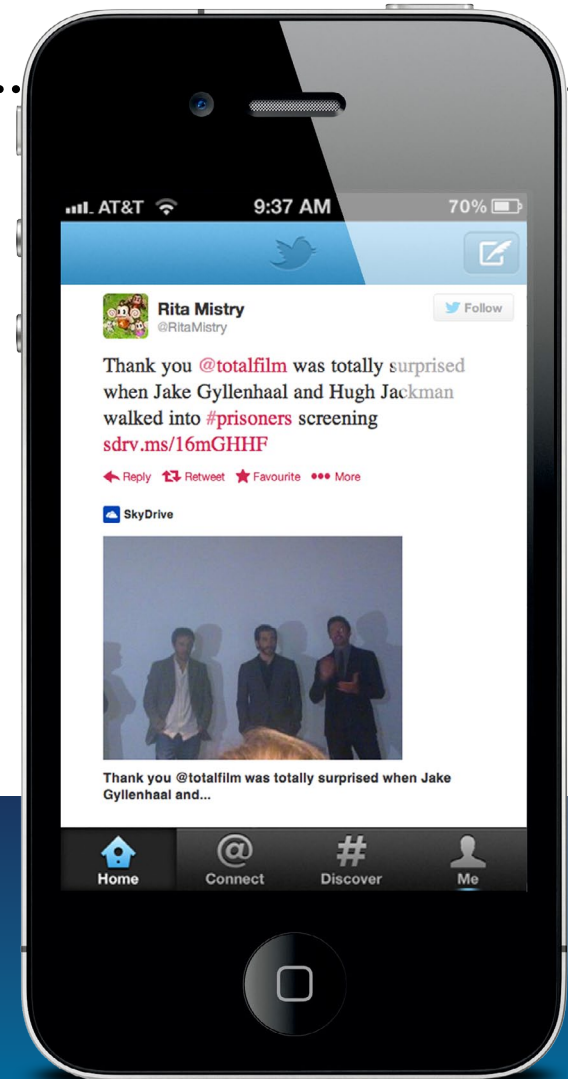 AT&T 9:37 AM 70%
Rita Mistry
@RitaMistry
Follow
Thank you @totalfilm was totally surprised
when Jake Gyllenhaal and Hugh Jackman
walked into #prisoners screening
sdrv.ms/16mGHHF
Reply Retweet Favourite More
SkyDrive
Thank you @totalfilm was totally surprised when Jake
Gyllenhaal and...
Home Connect Discover Me